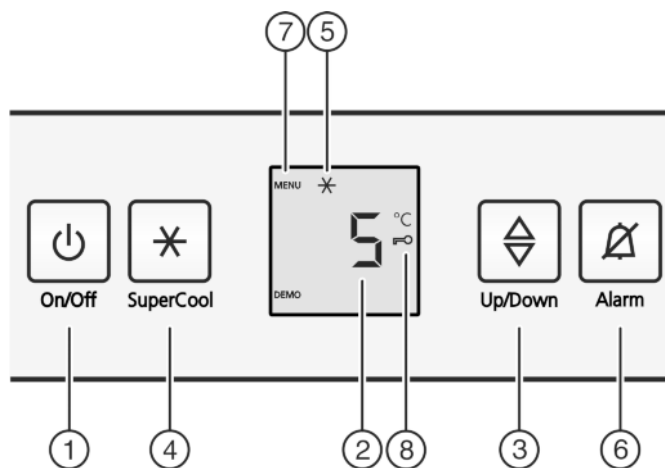 7 5
MENU
5 °C
DEMO
On/Off SuperCool Up/Down Alarm
1 4 2 8 3 6